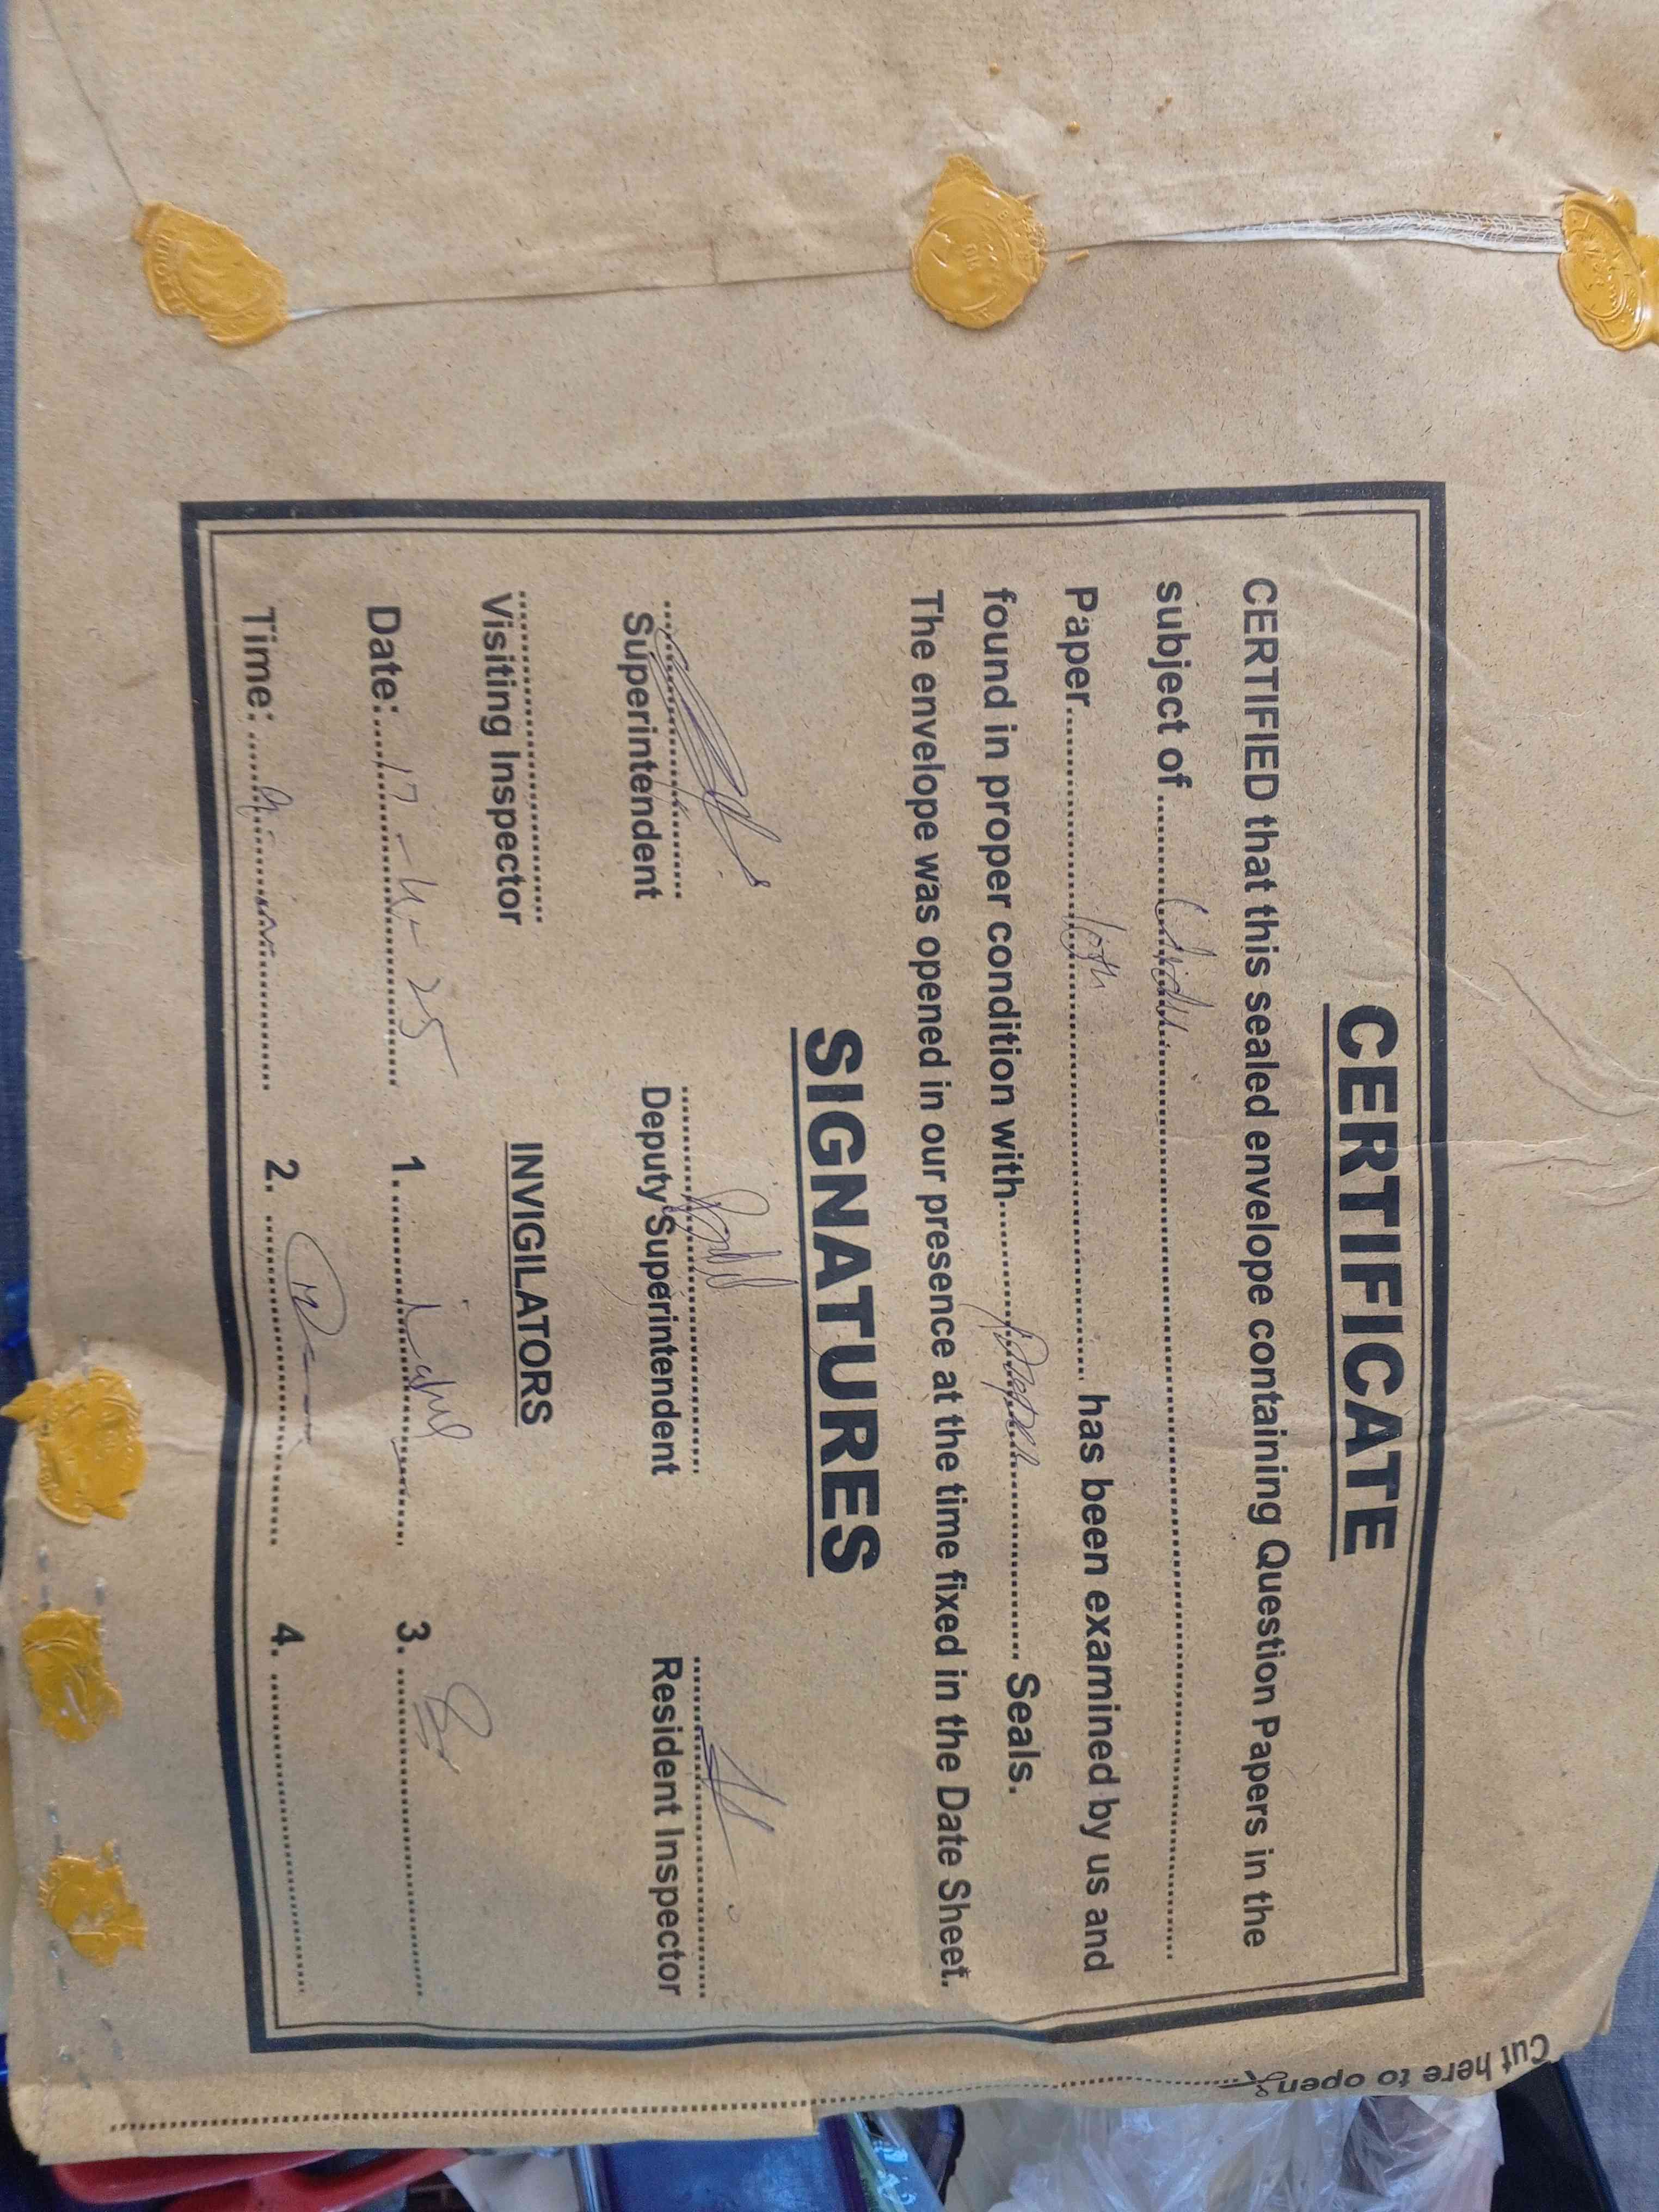 CERTIFICATE
CERTIFIED that this sealed envelope containing Question Papers in the
subject of ........................
Paper........ 10th ................ has been examined by us and
found in proper condition with........ Proper ........ Seals.
The envelope was opened in our presence at the time fixed in the Date Sheet.
SIGNATURES
Superintendent Deputy Superintendent Resident Inspector
Visiting Inspector INVIGILATORS
Date:.... 17 - 4 - 25 1. 3.
Time: 2. 4.
Cut here to open